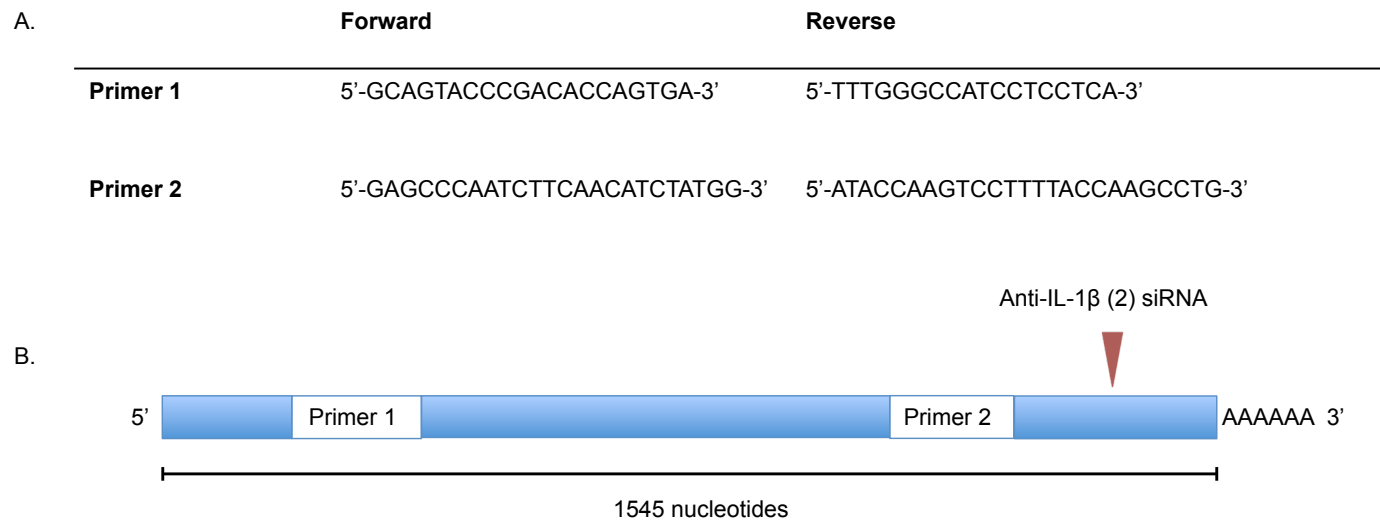 A. Forward Reverse
Primer 1 5'-GCAGTACCCGACACCAGTGA-3' 5'-TTTGGGCCATCCTCCTCA-3'
Primer 2 5'-GAGCCCAATCTTCAACATCTATGG-3' 5'-ATACCAAGTCCTTTTACCAAGCCTG-3'
Anti-IL-1β (2) siRNA
B.
5' Primer 1 Primer 2 AAAAAA 3'
1545 nucleotides